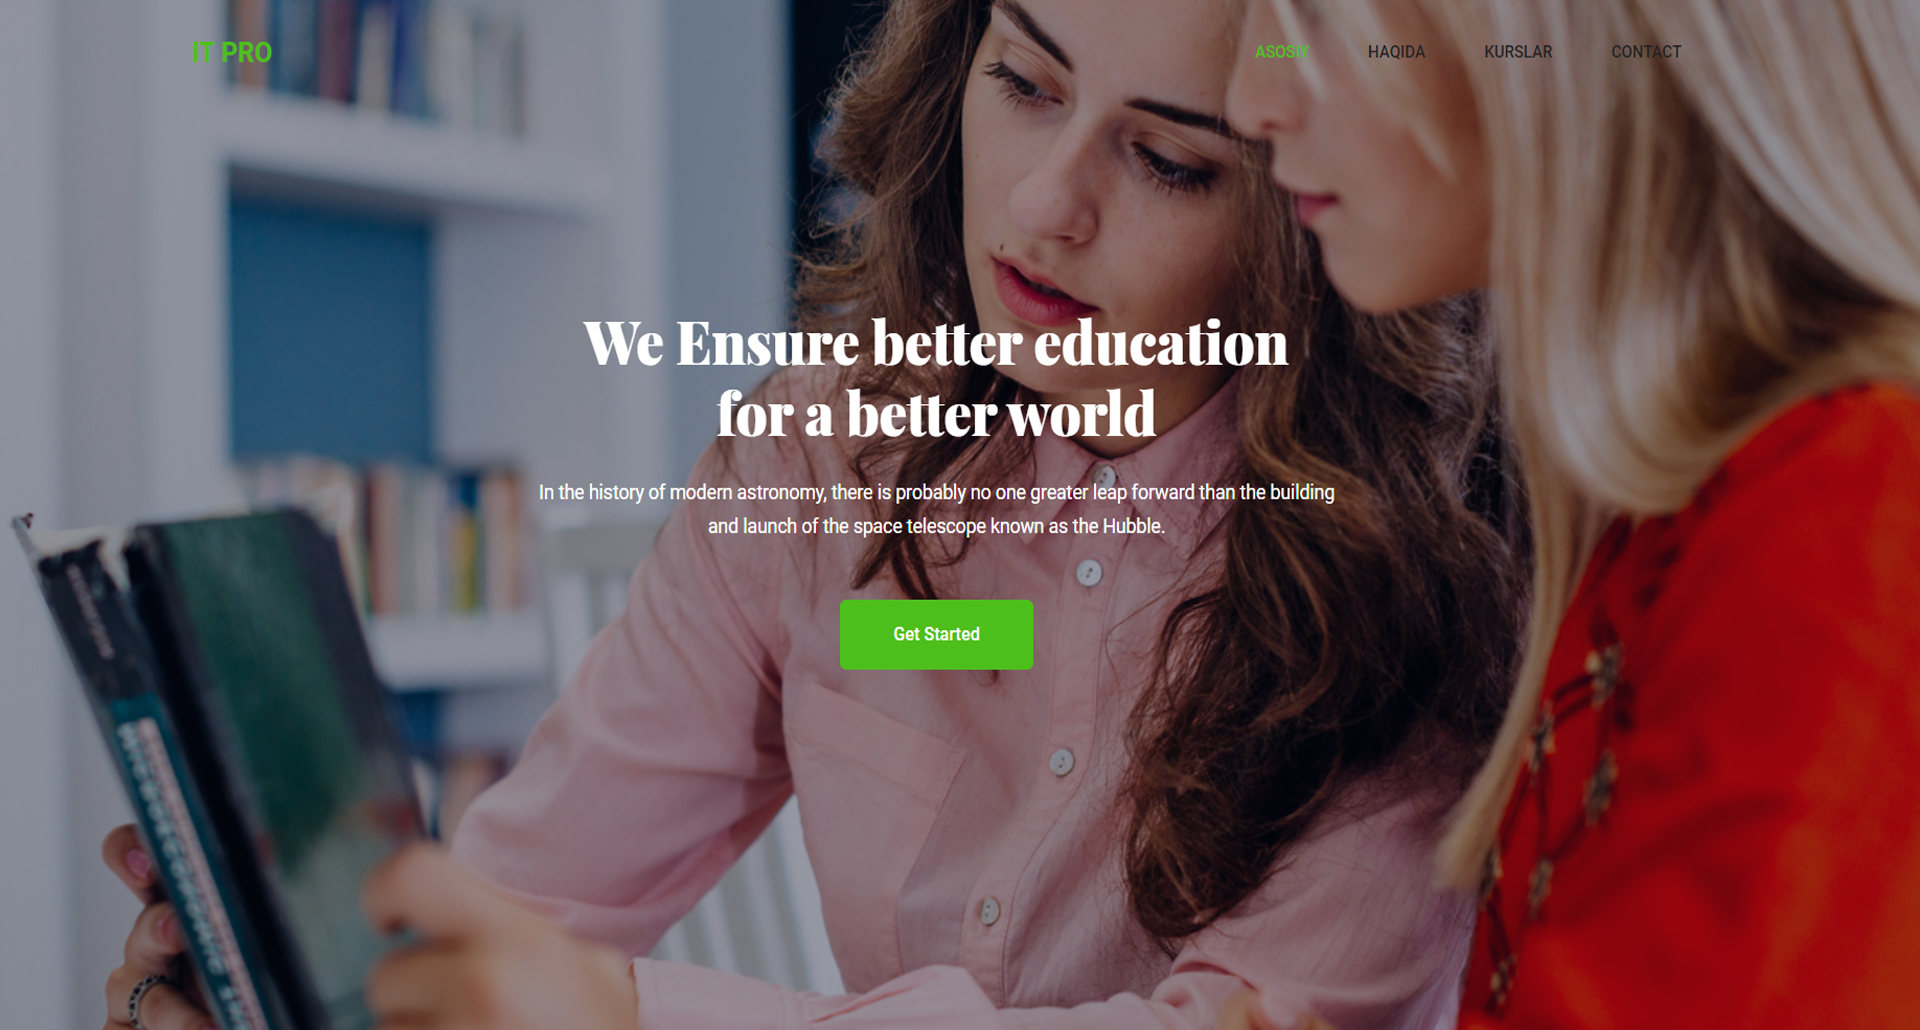 IT PRO
ASOSIY
HAQIDA
KURSLAR
CONTACT
We Ensure better education
for a better world
In the history of modern astronomy, there is probably no one greater leap forward than the building
and launch of the space telescope known as the Hubble.
Get Started